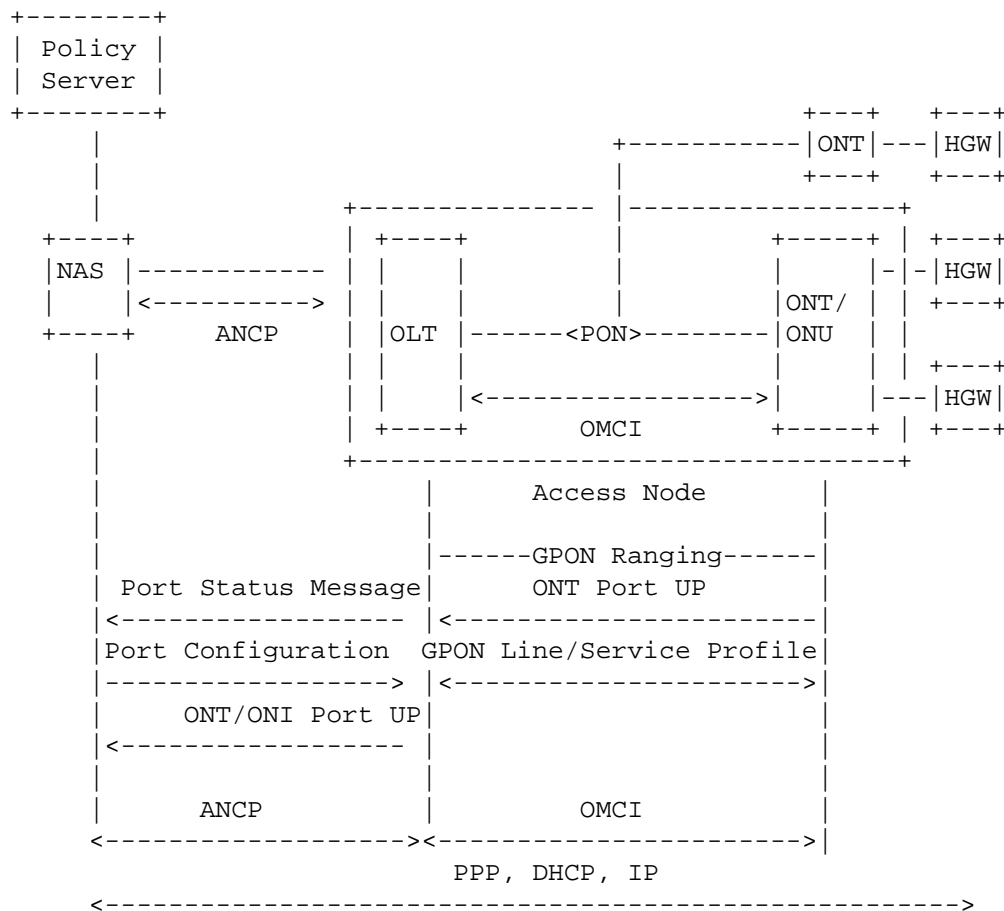 Policy
Server
ONT HGW
NAS HGW
ONT/
ANCP OLT <PON> ONU
HGW
OMCI
Access Node
GPON Ranging
Port Status Message ONT Port UP
Port Configuration GPON Line/Service Profile
ONT/ONI Port UP
ANCP OMCI
PPP, DHCP, IP